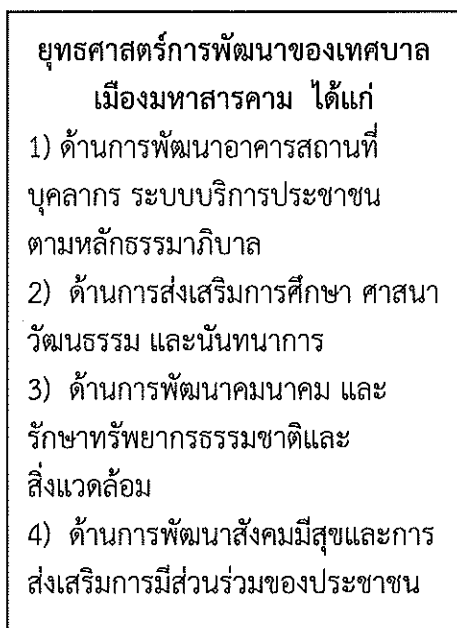 ยุทธศาสตร์การพัฒนาของเทศบาล
เมืองมหาสารคาม ได้แก่
1) ด้านการพัฒนาอาคารสถานที่
บุคลากร ระบบบริการประชาชน
ตามหลักธรรมาภิบาล
2) ด้านการส่งเสริมการศึกษา ศาสนา
วัฒนธรรม และนันทนาการ
3) ด้านการพัฒนาคมนาคม และ
รักษาทรัพยากรธรรมชาติและ
สิ่งแวดล้อม
4) ด้านการพัฒนาสังคมมีสุขและการ
ส่งเสริมการมีส่วนร่วมของประชาชน